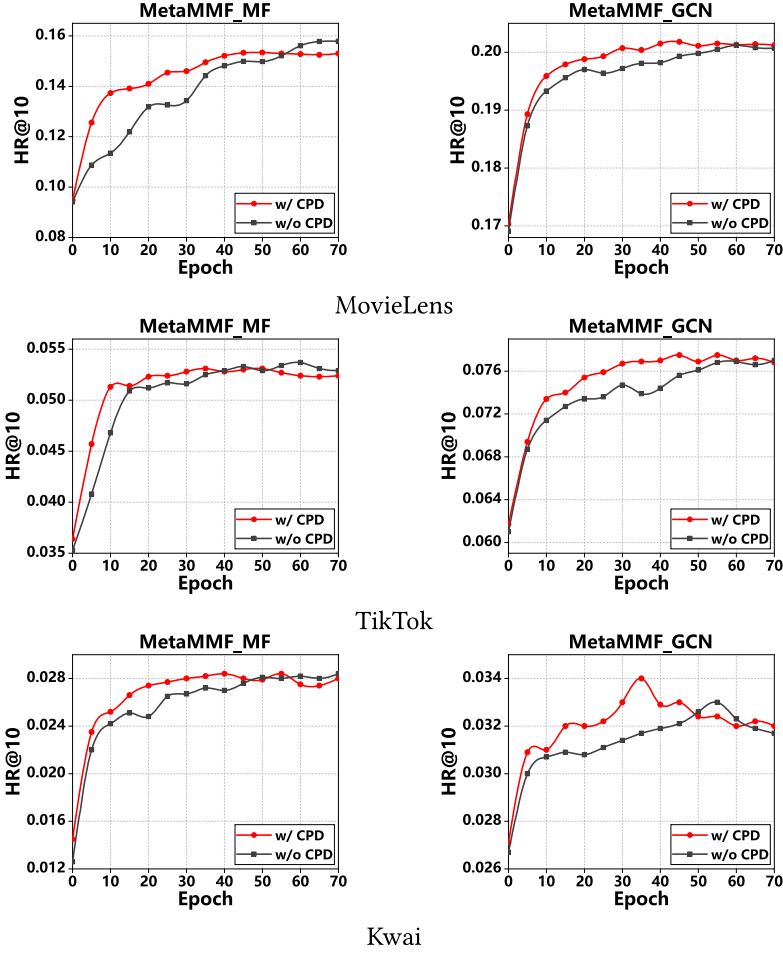 MetaMMF_MF
HR@10
0.16
0.14
0.12
0.10
0.08
w/ CPD
w/o CPD
0 10 20 30 40 50 60 70
Epoch
MetaMMF_GCN
HR@10
0.20
0.19
0.18
0.17
w/ CPD
w/o CPD
0 10 20 30 40 50 60 70
Epoch
MovieLens
MetaMMF_MF
HR@10
0.055
0.050
0.045
0.040
0.035
w/ CPD
w/o CPD
0 10 20 30 40 50 60 70
Epoch
MetaMMF_GCN
HR@10
0.076
0.072
0.068
0.064
0.060
w/ CPD
w/o CPD
0 10 20 30 40 50 60 70
Epoch
TikTok
MetaMMF_MF
HR@10
0.028
0.024
0.020
0.016
0.012
w/ CPD
w/o CPD
0 10 20 30 40 50 60 70
Epoch
MetaMMF_GCN
HR@10
0.034
0.032
0.030
0.028
0.026
w/ CPD
w/o CPD
0 10 20 30 40 50 60 70
Epoch
Kwai